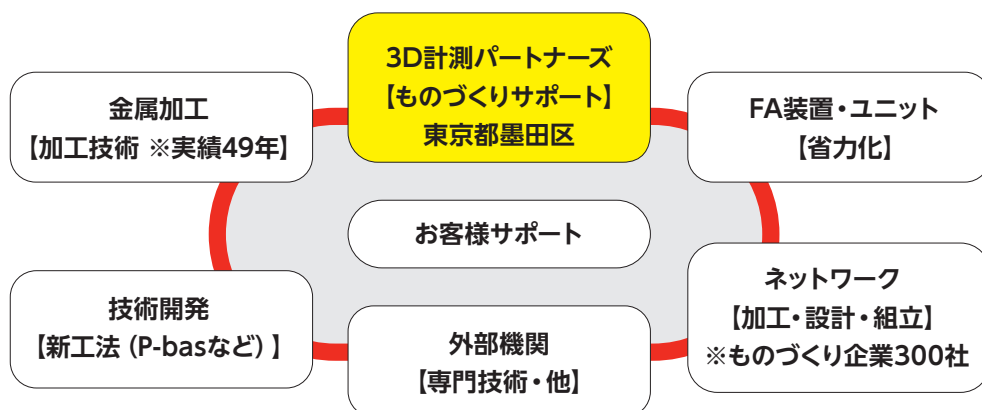 3D計測パートナーズ
【ものづくりサポート】
東京都墨田区
金属加工
【加工技術 ※実績49年】
FA装置・ユニット
【省力化】
お客様サポート
技術開発
【新工法 (P-basなど) 】
外部機関
【専門技術・他】
ネットワーク
【加工・設計・組立】
※ものづくり企業300社